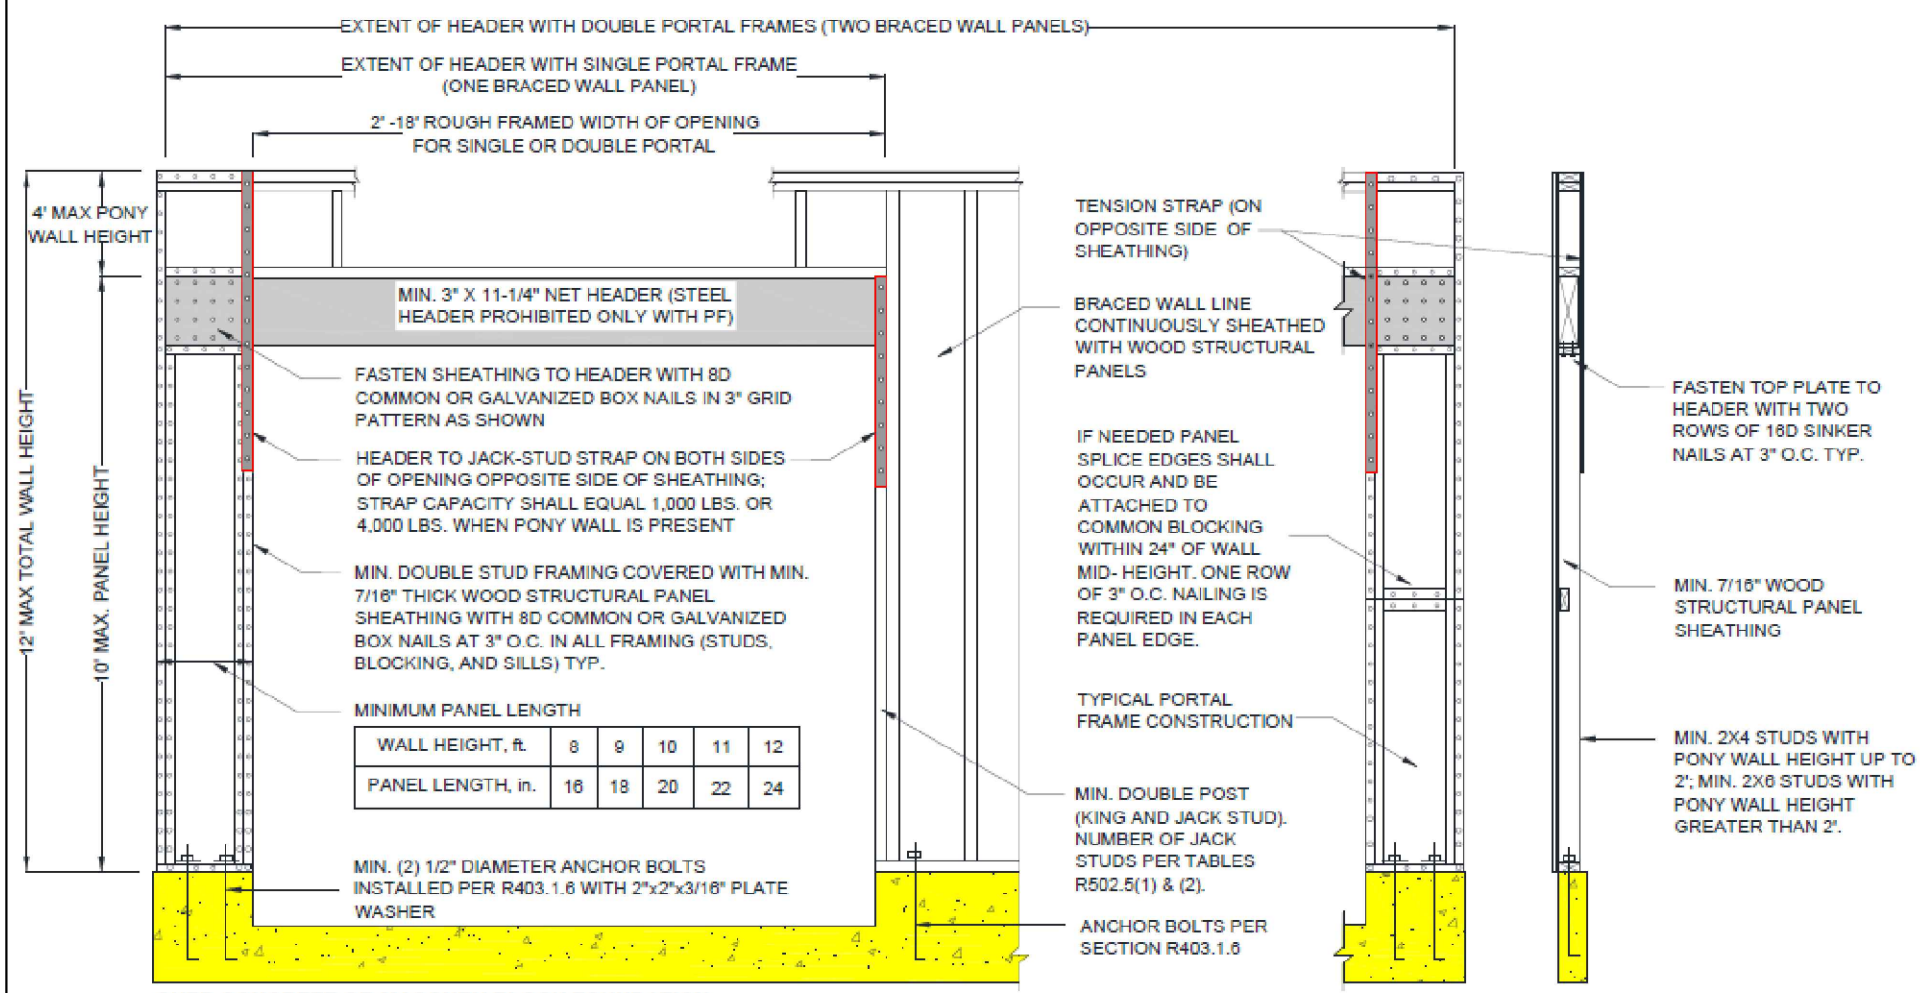 EXTENT OF HEADER WITH DOUBLE PORTAL FRAMES (TWO BRACED WALL PANELS)
EXTENT OF HEADER WITH SINGLE PORTAL FRAME
(ONE BRACED WALL PANEL)
2' -18' ROUGH FRAMED WIDTH OF OPENING
FOR SINGLE OR DOUBLE PORTAL
4' MAX PONY
WALL HEIGHT
12' MAX TOTAL WALL HEIGHT
10' MAX. PANEL HEIGHT
MIN. 3" X 11-1/4" NET HEADER (STEEL
HEADER PROHIBITED ONLY WITH PF)
FASTEN SHEATHING TO HEADER WITH 8D
COMMON OR GALVANIZED BOX NAILS IN 3" GRID
PATTERN AS SHOWN
HEADER TO JACK-STUD STRAP ON BOTH SIDES
OF OPENING OPPOSITE SIDE OF SHEATHING;
STRAP CAPACITY SHALL EQUAL 1,000 LBS. OR
4,000 LBS. WHEN PONY WALL IS PRESENT
MIN. DOUBLE STUD FRAMING COVERED WITH MIN.
7/16" THICK WOOD STRUCTURAL PANEL
SHEATHING WITH 8D COMMON OR GALVANIZED
BOX NAILS AT 3" O.C. IN ALL FRAMING (STUDS,
BLOCKING, AND SILLS) TYP.
MINIMUM PANEL LENGTH
WALL HEIGHT, ft. 8 9 10 11 12
PANEL LENGTH, in. 16 18 20 22 24
MIN. (2) 1/2" DIAMETER ANCHOR BOLTS
INSTALLED PER R403.1.6 WITH 2"x2"x3/16" PLATE
WASHER
TENSION STRAP (ON
OPPOSITE SIDE OF
SHEATHING)
BRACED WALL LINE
CONTINUOUSLY SHEATHED
WITH WOOD STRUCTURAL
PANELS
IF NEEDED PANEL
SPLICE EDGES SHALL
OCCUR AND BE
ATTACHED TO
COMMON BLOCKING
WITHIN 24" OF WALL
MID- HEIGHT. ONE ROW
OF 3" O.C. NAILING IS
REQUIRED IN EACH
PANEL EDGE.
TYPICAL PORTAL
FRAME CONSTRUCTION
MIN. DOUBLE POST
(KING AND JACK STUD).
NUMBER OF JACK
STUDS PER TABLES
R502.5(1) & (2).
ANCHOR BOLTS PER
SECTION R403.1.6
FASTEN TOP PLATE TO
HEADER WITH TWO
ROWS OF 16D SINKER
NAILS AT 3" O.C. TYP.
MIN. 7/16" WOOD
STRUCTURAL PANEL
SHEATHING
MIN. 2X4 STUDS WITH
PONY WALL HEIGHT UP TO
2'; MIN. 2X6 STUDS WITH
PONY WALL HEIGHT
GREATER THAN 2'.